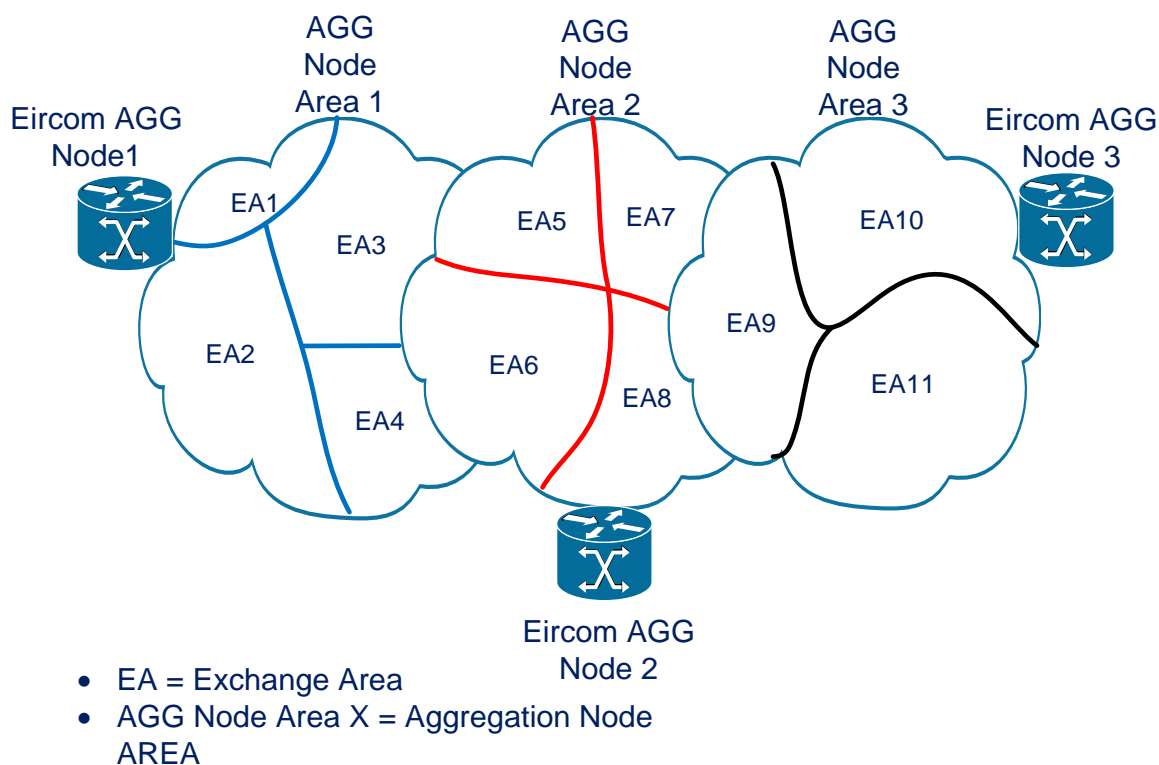 AGG
Node
Area 1
AGG
Node
Area 2
AGG
Node
Area 3
Eircom AGG
Node1
Eircom AGG
Node 3
EA1
EA3
EA5
EA7
EA10
EA2
EA6
EA9
EA4
EA8
EA11
Eircom AGG
Node 2
• EA = Exchange Area
• AGG Node Area X = Aggregation Node
AREA